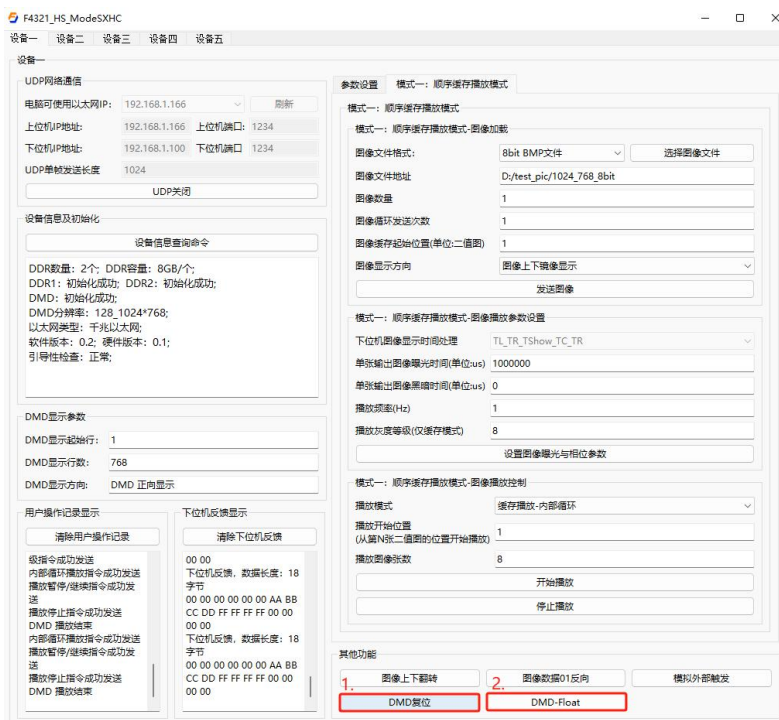 F4321_HS_ModeSXHC
设备一 设备二 设备三 设备四 设备五
设备一
UDP网络通信
电脑可使用以太网IP: 192.168.1.166 刷新
上位机IP地址: 192.168.1.166 上位机端口: 1234
下位机IP地址: 192.168.1.100 下位机端口 1234
UDP单帧发送长度 1024
UDP关闭
设备信息及初始化
设备信息查询命令
DDR数量: 2个; DDR容量: 8GB/个;
DDR1: 初始化成功; DDR2: 初始化成功;
DMD: 初始化成功;
DMD分辨率: 128_1024*768;
以太网类型: 千兆以太网;
软件版本: 0.2; 硬件版本: 0.1;
引导性检查: 正常;
DMD显示参数
DMD显示起始行: 1
DMD显示行数: 768
DMD显示方向: DMD 正向显示
用户操作记录显示
清除用户操作记录
级指令成功发送
内部循环播放指令成功发送
播放暂停/继续指令成功发
送
播放停止指令成功发送
DMD 播放结束
内部循环播放指令成功发送
播放暂停/继续指令成功发
送
播放停止指令成功发送
DMD 播放结束
下位机反馈显示
清除下位机反馈
00 00
下位机反馈, 数据长度: 18
字节
00 00 00 00 00 00 AA BB
CC DD FF FF FF FF 00 00
00 00
下位机反馈, 数据长度: 18
字节
00 00 00 00 00 00 AA BB
CC DD FF FF FF FF 00 00
00 00
参数设置 模式一: 顺序缓存播放模式
模式一: 顺序缓存播放模式
模式一: 顺序缓存播放模式-图像加载
图像文件格式: 8bit BMP文件 选择图像文件
图像文件地址 D:/test_pic/1024_768_8bit
图像数量 1
图像循环发送次数 1
图像缓存起始位置(单位:二值图) 1
图像显示方向 图像上下镜像显示
发送图像
模式一: 顺序缓存播放模式-图像播放参数设置
下位机图像显示时间处理 TL_TR_TShow_TC_TR
单张输出图像曝光时间(单位:us) 1000000
单张输出图像黑暗时间(单位:us) 0
播放频率(Hz) 1
播放灰度等级(仅缓存模式) 8
设置图像曝光与相位参数
模式一: 顺序缓存播放模式-图像播放控制
播放模式 缓存播放-内部循环
播放开始位置
(从第N张二值图的位置开始播放) 1
播放图像张数 8
开始播放
停止播放
其他功能
图像上下翻转 图像数据01反向 模拟外部触发
1. 2.
DMD复位 DMD-Float